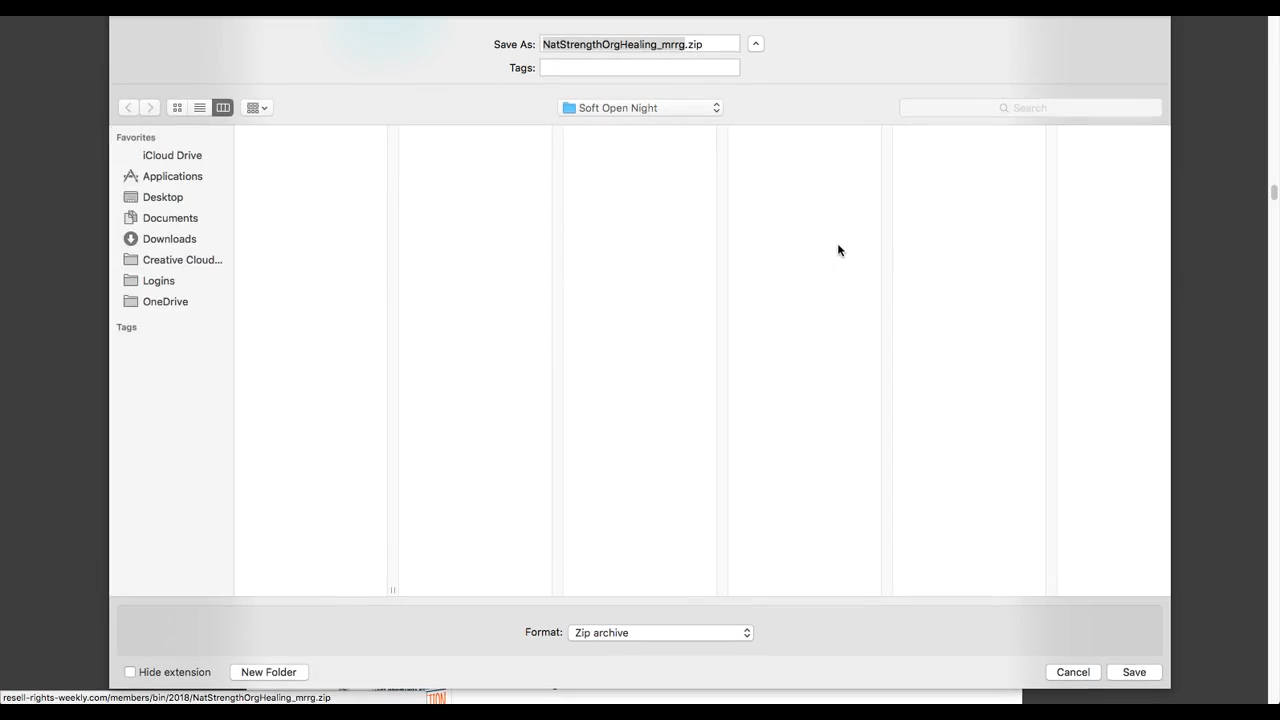 Save As: NatStrengthOrgHealing_mrrg.zip
Tags:
Soft Open Night
Search
Favorites
iCloud Drive
Applications
Desktop
Documents
Downloads
Creative Cloud...
Logins
OneDrive
Tags
Format: Zip archive
Hide extension New Folder Cancel Save
resell-rights-weekly.com/members/bin/2018/NatStrengthOrgHealing_mrrg.zip
TION